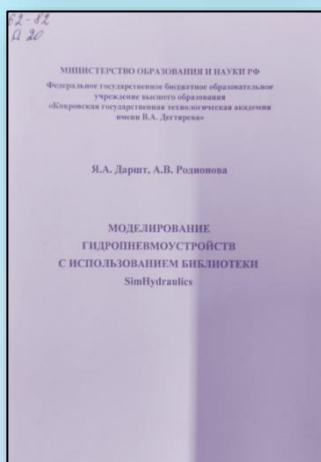 62-82
Д 20
МИНИСТЕРСТВО ОБРАЗОВАНИЯ И НАУКИ РФ
Федеральное государственное бюджетное образовательное
учреждение высшего образования
«Ковровская государственная технологическая академия
имени В.А. Дегтярева»
Я.А. Даршт, А.В. Родионова
МОДЕЛИРОВАНИЕ
ГИДРОПНЕВМОУСТРОЙСТВ
С ИСПОЛЬЗОВАНИЕМ БИБЛИОТЕКИ
SimHydraulics